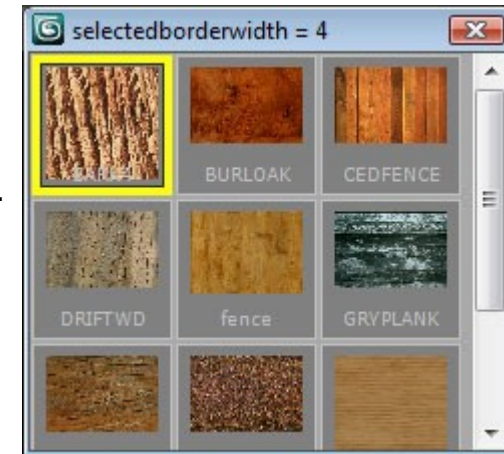 selectedborderwidth = 4
BURLOAK
CEDFENCE
DRIFTWD
fence
GRYPLANK